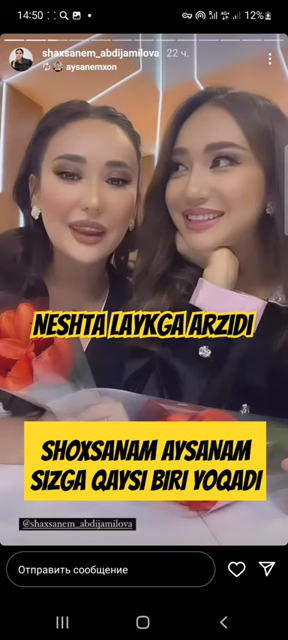 14:50
12%
shaxsanem_abdijamilova 22 ч.
aysanemxon
NESHTA LAYKGA ARZIDI
SHOXSANAM AYSANAM
SIZGA QAYSI BIRI YOQADI
@shaxsanem_abdijamilova
Отправить сообщение